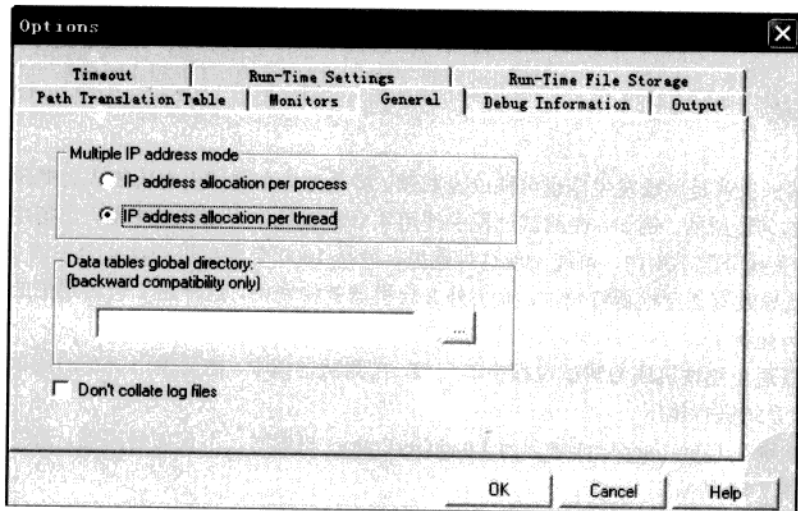 Options
Timeout
Run-Time Settings
Run-Time File Storage
Path Translation Table
Monitors
General
Debug Information
Output
Multiple IP address mode
IP address allocation per process
IP address allocation per thread
Data tables global directory:
(backward compatibility only)
...
Don't collate log files
OK
Cancel
Help